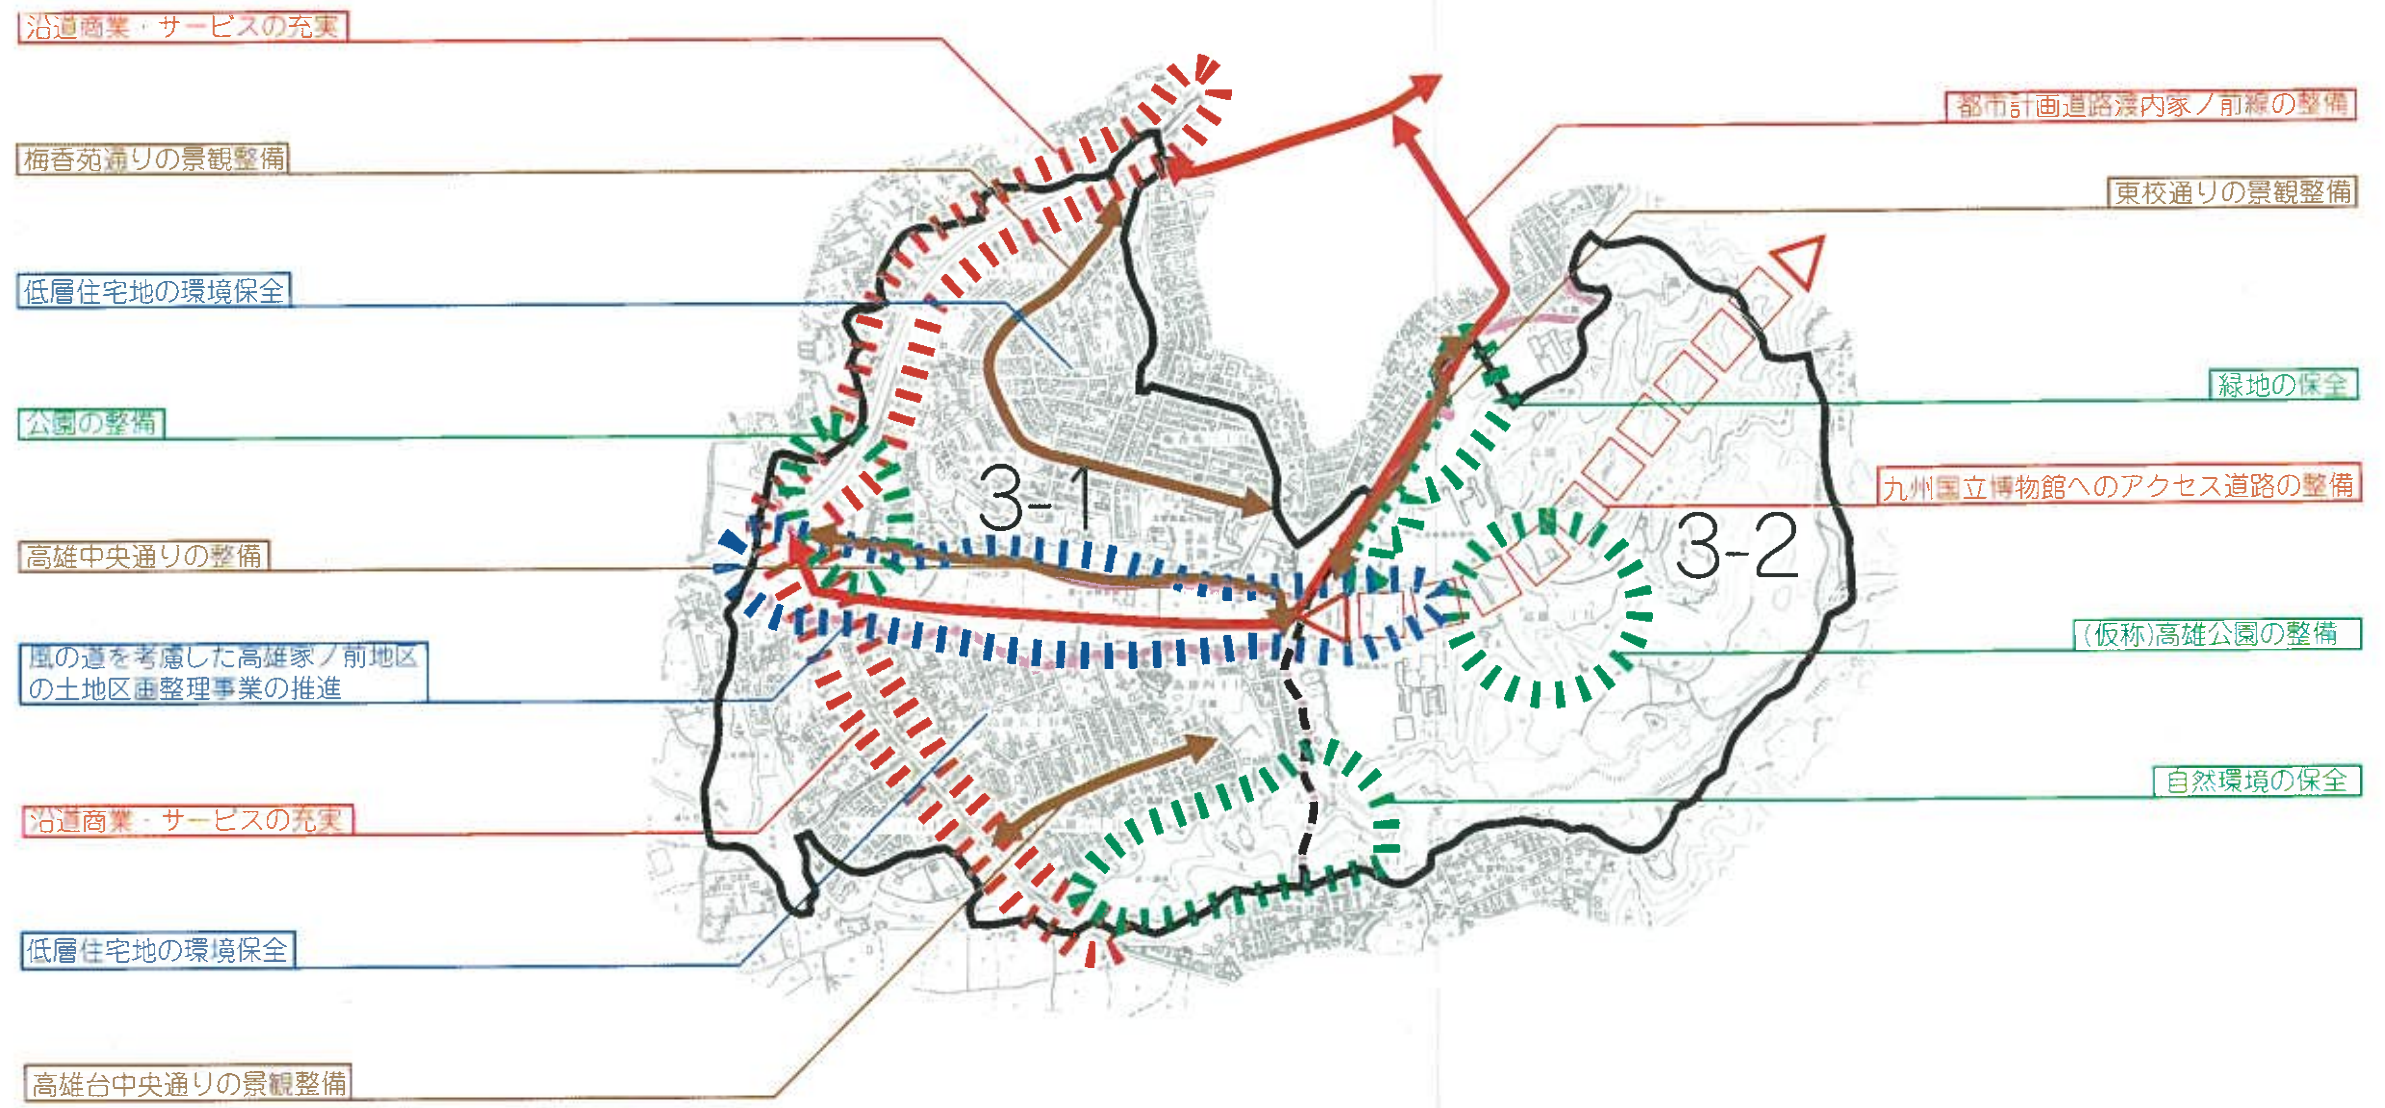 沿道商業・サービスの充実
梅香苑通りの景観整備
低層住宅地の環境保全
公園の整備
高雄中央通りの整備
風の道を考慮した高雄家ノ前地区
の土地区画整理事業の推進
沿道商業・サービスの充実
低層住宅地の環境保全
高雄台中央通りの景観整備
3-1
3-2
都市計画道路渡内家ノ前線の整備
東校通りの景観整備
緑地の保全
九州国立博物館へのアクセス道路の整備
(仮称)高雄公園の整備
自然環境の保全